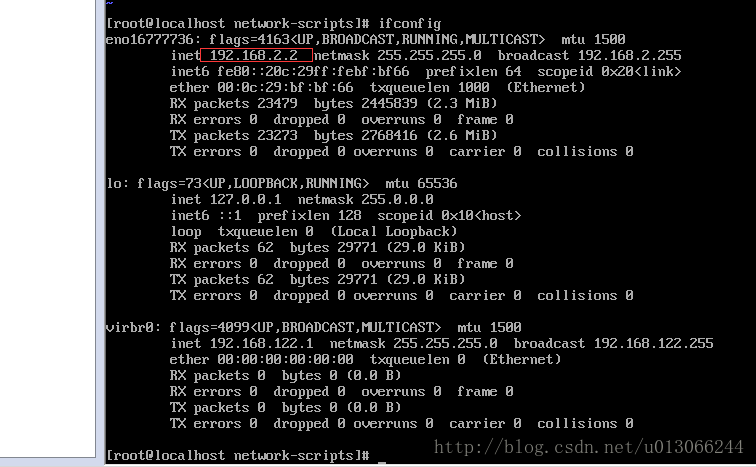 ~
[root@localhost network-scripts]# ifconfig
eno16777736: flags=4163<UP,BROADCAST,RUNNING,MULTICAST>  mtu 1500
        inet 192.168.2.2  netmask 255.255.255.0  broadcast 192.168.2.255
        inet6 fe80::20c:29ff:febf:bf66  prefixlen 64  scopeid 0x20<link>
        ether 00:0c:29:bf:bf:66  txqueuelen 1000  (Ethernet)
        RX packets 23479  bytes 2445839 (2.3 MiB)
        RX errors 0  dropped 0  overruns 0  frame 0
        TX packets 23273  bytes 2768416 (2.6 MiB)
        TX errors 0  dropped 0 overruns 0  carrier 0  collisions 0

lo: flags=73<UP,LOOPBACK,RUNNING>  mtu 65536
        inet 127.0.0.1  netmask 255.0.0.0
        inet6 ::1  prefixlen 128  scopeid 0x10<host>
        loop  txqueuelen 0  (Local Loopback)
        RX packets 62  bytes 29771 (29.0 KiB)
        RX errors 0  dropped 0  overruns 0  frame 0
        TX packets 62  bytes 29771 (29.0 KiB)
        TX errors 0  dropped 0 overruns 0  carrier 0  collisions 0

virbr0: flags=4099<UP,BROADCAST,MULTICAST>  mtu 1500
        inet 192.168.122.1  netmask 255.255.255.0  broadcast 192.168.122.255
        ether 00:00:00:00:00:00  txqueuelen 0  (Ethernet)
        RX packets 0  bytes 0 (0.0 B)
        RX errors 0  dropped 0  overruns 0  frame 0
        TX packets 0  bytes 0 (0.0 B)
        TX errors 0  dropped 0 overruns 0  carrier 0  collisions 0

[root@localhost network-scripts]# _
http://blog.csdn.net/u013066244